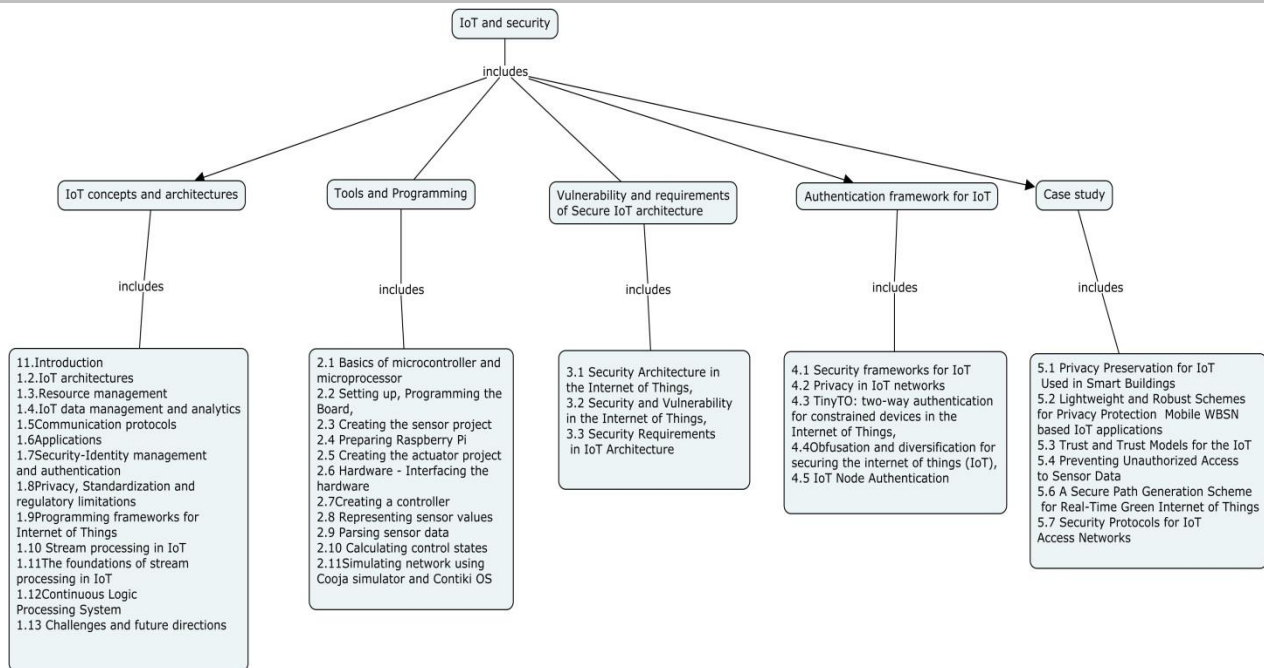 IoT and security
includes
IoT concepts and architectures
Tools and Programming
Vulnerability and requirements
of Secure IoT architecture
Authentication framework for IoT
Case study
includes
includes
includes
includes
includes
11.Introduction
1.2.IoT architectures
1.3.Resource management
1.4.IoT data management and analytics
1.5Communication protocols
1.6Applications
1.7Security-Identity management
and authentication
1.8Privacy, Standardization and
regulatory limitations
1.9Programming frameworks for
Internet of Things
1.10 Stream processing in IoT
1.11The foundations of stream
processing in IoT
1.12Continuous Logic
Processing System
1.13 Challenges and future directions
2.1 Basics of microcontroller and
microprocessor
2.2 Setting up, Programming the
Board,
2.3 Creating the sensor project
2.4 Preparing Raspberry Pi
2.5 Creating the actuator project
2.6 Hardware - Interfacing the
hardware
2.7Creating a controller
2.8 Representing sensor values
2.9 Parsing sensor data
2.10 Calculating control states
2.11Simulating network using
Cooja simulator and Contiki OS
3.1 Security Architecture in
the Internet of Things,
3.2 Security and Vulnerability
in the Internet of Things,
3.3 Security Requirements
in IoT Architecture
4.1 Security frameworks for IoT
4.2 Privacy in IoT networks
4.3 TinyTO: two-way authentication
for constrained devices in the
Internet of Things,
4.4Obfusation and diversification for
securing the internet of things (IoT),
4.5 IoT Node Authentication
5.1 Privacy Preservation for IoT
Used in Smart Buildings
5.2 Lightweight and Robust Schemes
for Privacy Protection Mobile WBSN
based IoT applications
5.3 Trust and Trust Models for the IoT
5.4 Preventing Unauthorized Access
to Sensor Data
5.6 A Secure Path Generation Scheme
for Real-Time Green Internet of Things
5.7 Security Protocols for IoT
Access Networks